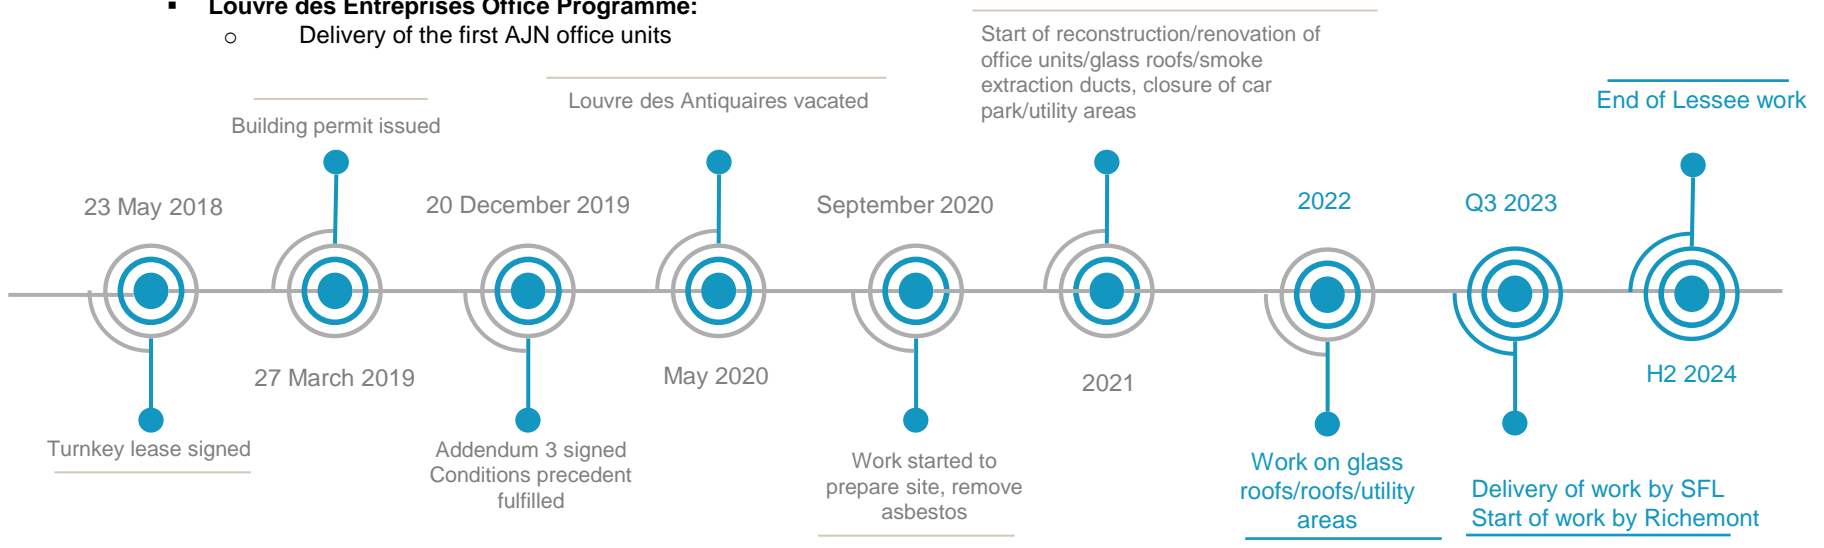 ▪ Louvre des Entreprises Office Programme:
o Delivery of the first AJN office units
Start of reconstruction/renovation of
office units/glass roofs/smoke
extraction ducts, closure of car
park/utility areas
Louvre des Antiquaires vacated
End of Lessee work
Building permit issued
23 May 2018
20 December 2019
September 2020
2022
Q3 2023
27 March 2019
May 2020
2021
H2 2024
Turnkey lease signed
Addendum 3 signed
Conditions precedent
fulfilled
Work started to
prepare site, remove
asbestos
Work on glass
roofs/roofs/utility
areas
Delivery of work by SFL
Start of work by Richemont